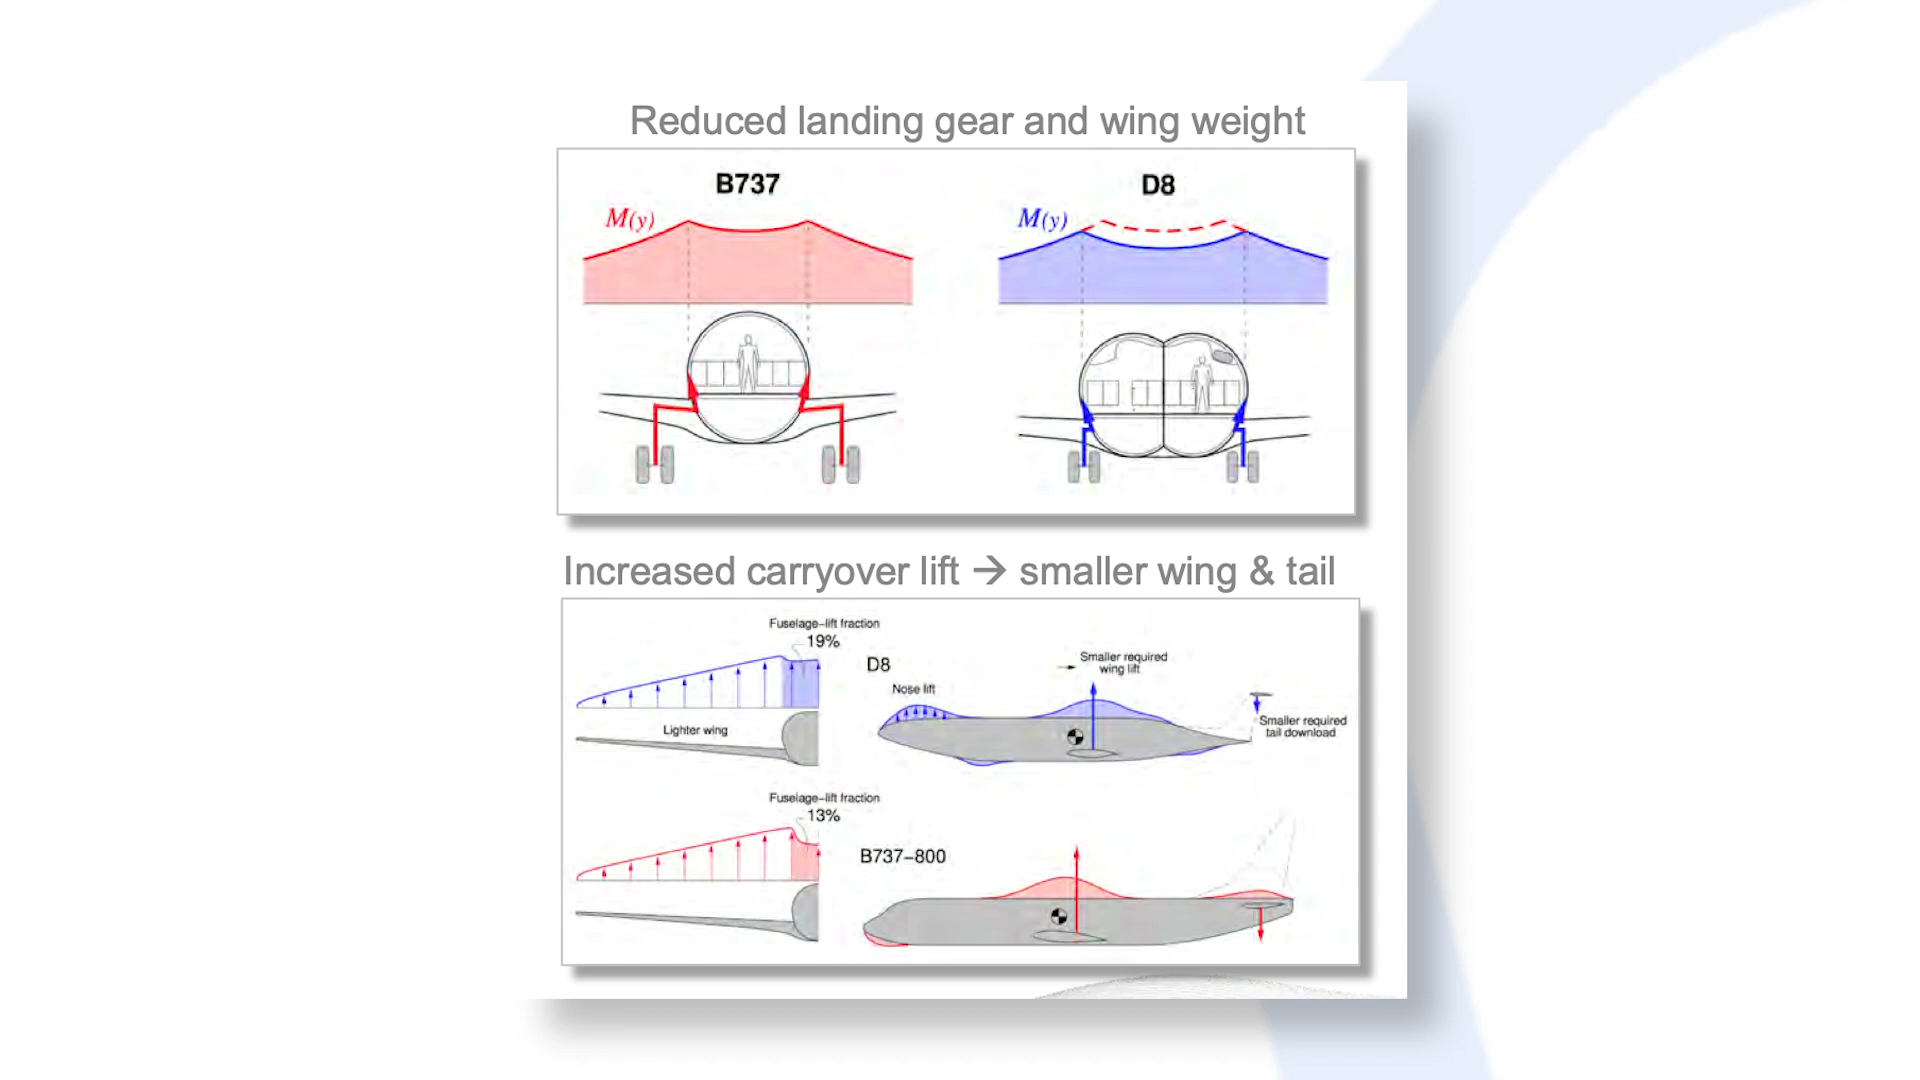 Reduced landing gear and wing weight
B737
D8
M(y)
M(y)
Increased carryover lift → smaller wing & tail
Fuselage–lift fraction
19%
D8
Smaller required
wing lift
Nose lift
Lighter wing
Smaller required
tail download
Fuselage–lift fraction
13%
B737–800